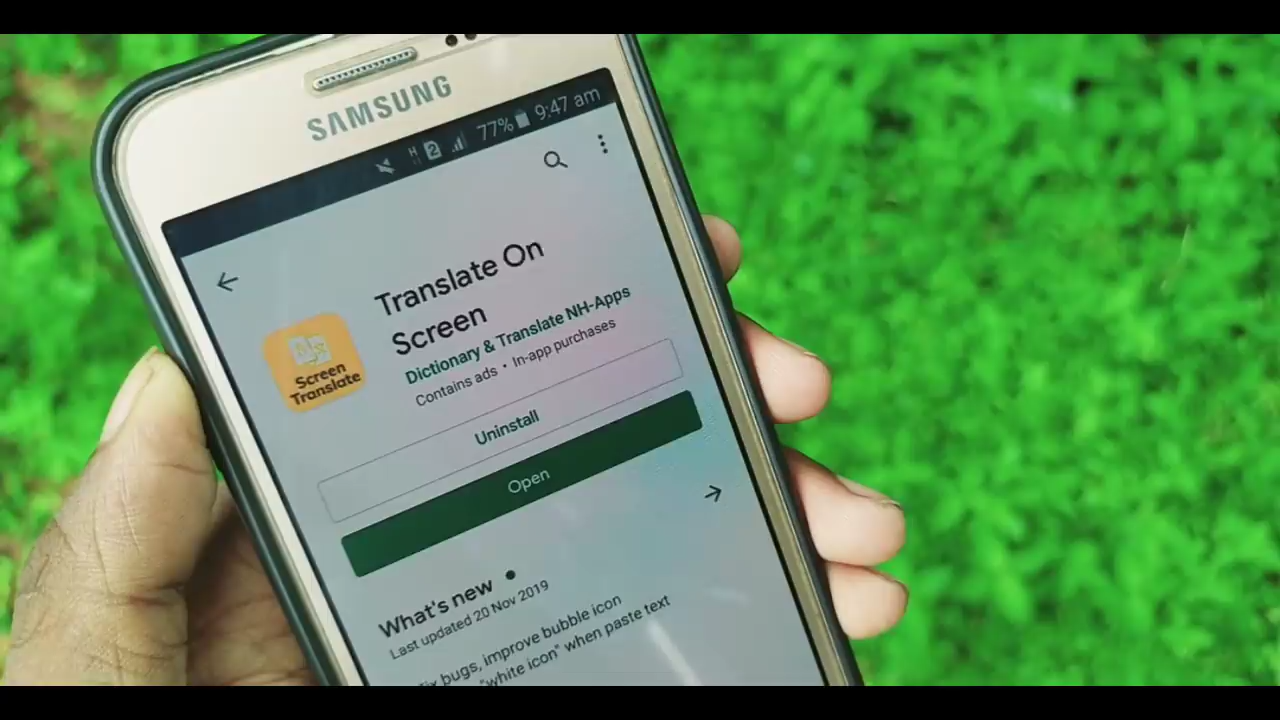 SAMSUNG
H 2 77% 9:47 am
Translate On
Screen
Dictionary & Translate NH-Apps
Contains ads • In-app purchases
Screen
Translate
Uninstall
Open
What's new
Last updated 20 Nov 2019
bugs, improve bubble icon
"white icon" when paste text